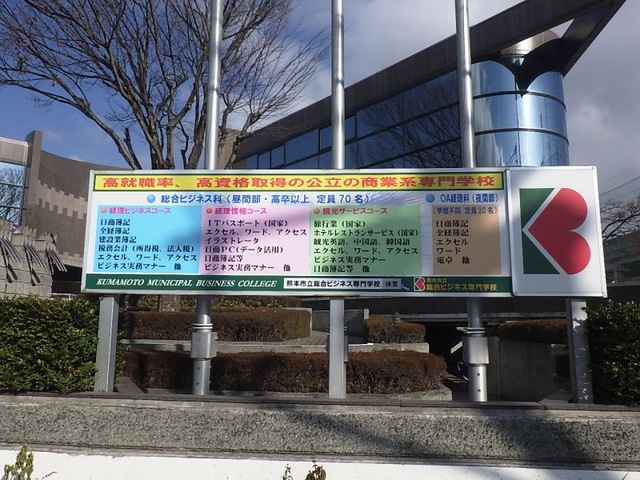 高就職率、高資格取得の公立の商業系専門学校
総合ビジネス科(昼間部・高卒以上 定員70名)
経理ビジネスコース
日商簿記
全経簿記
建設業簿記
税務会計(所得税、法人税)
エクセル、ワード、アクセス
ビジネス実務マナー 他
経理情報コース
ITパスポート(国家)
エクセル、ワード、アクセス
イラストレータ
日商PC(データ活用)
日商簿記等
ビジネス実務マナー 他
観光サービスコース
旅行業(国家)
ホテルレストランサービス(国家)
観光英語、中国語、韓国語
エクセル、ワード、アクセス
ビジネス実務マナー
日商簿記等 他
OA経理科(夜間部)
(学歴不問 定員20名)
日商簿記
全経簿記
エクセル
ワード
電卓 他
KUMAMOTO MUNICIPAL BUSINESS COLLEGE
熊本市立総合ビジネス専門学校 検索
熊本市立
総合ビジネス専門学校